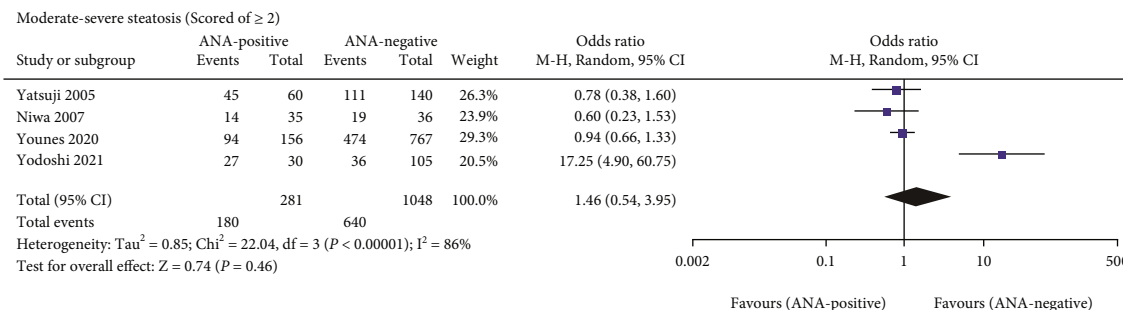 Moderate-severe steatosis (Scored of ≥ 2)
ANA-positive ANA-negative Odds ratio Odds ratio
Study or subgroup Events Total Events Total Weight M-H, Random, 95% CI M-H, Random, 95% CI
Yatsuji 2005 45 60 111 140 26.3% 0.78 (0.38, 1.60)
Niwa 2007 14 35 19 36 23.9% 0.60 (0.23, 1.53)
Younes 2020 94 156 474 767 29.3% 0.94 (0.66, 1.33)
Yodoshi 2021 27 30 36 105 20.5% 17.25 (4.90, 60.75)
Total (95% CI) 281 1048 100.0% 1.46 (0.54, 3.95)
Total events 180 640
Heterogeneity: Tau² = 0.85; Chi² = 22.04, df = 3 (P < 0.00001); I² = 86%
Test for overall effect: Z = 0.74 (P = 0.46)
0.002 0.1 1 10 500
Favours (ANA-positive) Favours (ANA-negative)